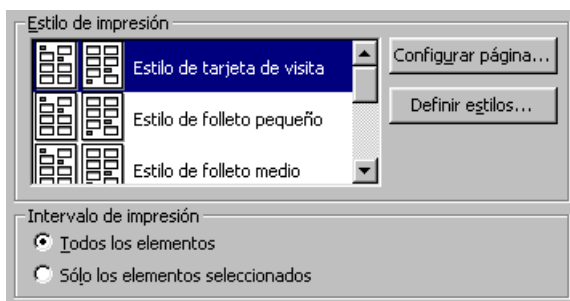 Estilo de impresión
Estilo de tarjeta de visita
Configurar página...
Estilo de folleto pequeño
Definir estilos...
Estilo de folleto medio
Intervalo de impresión
Todos los elementos
Sólo los elementos seleccionados